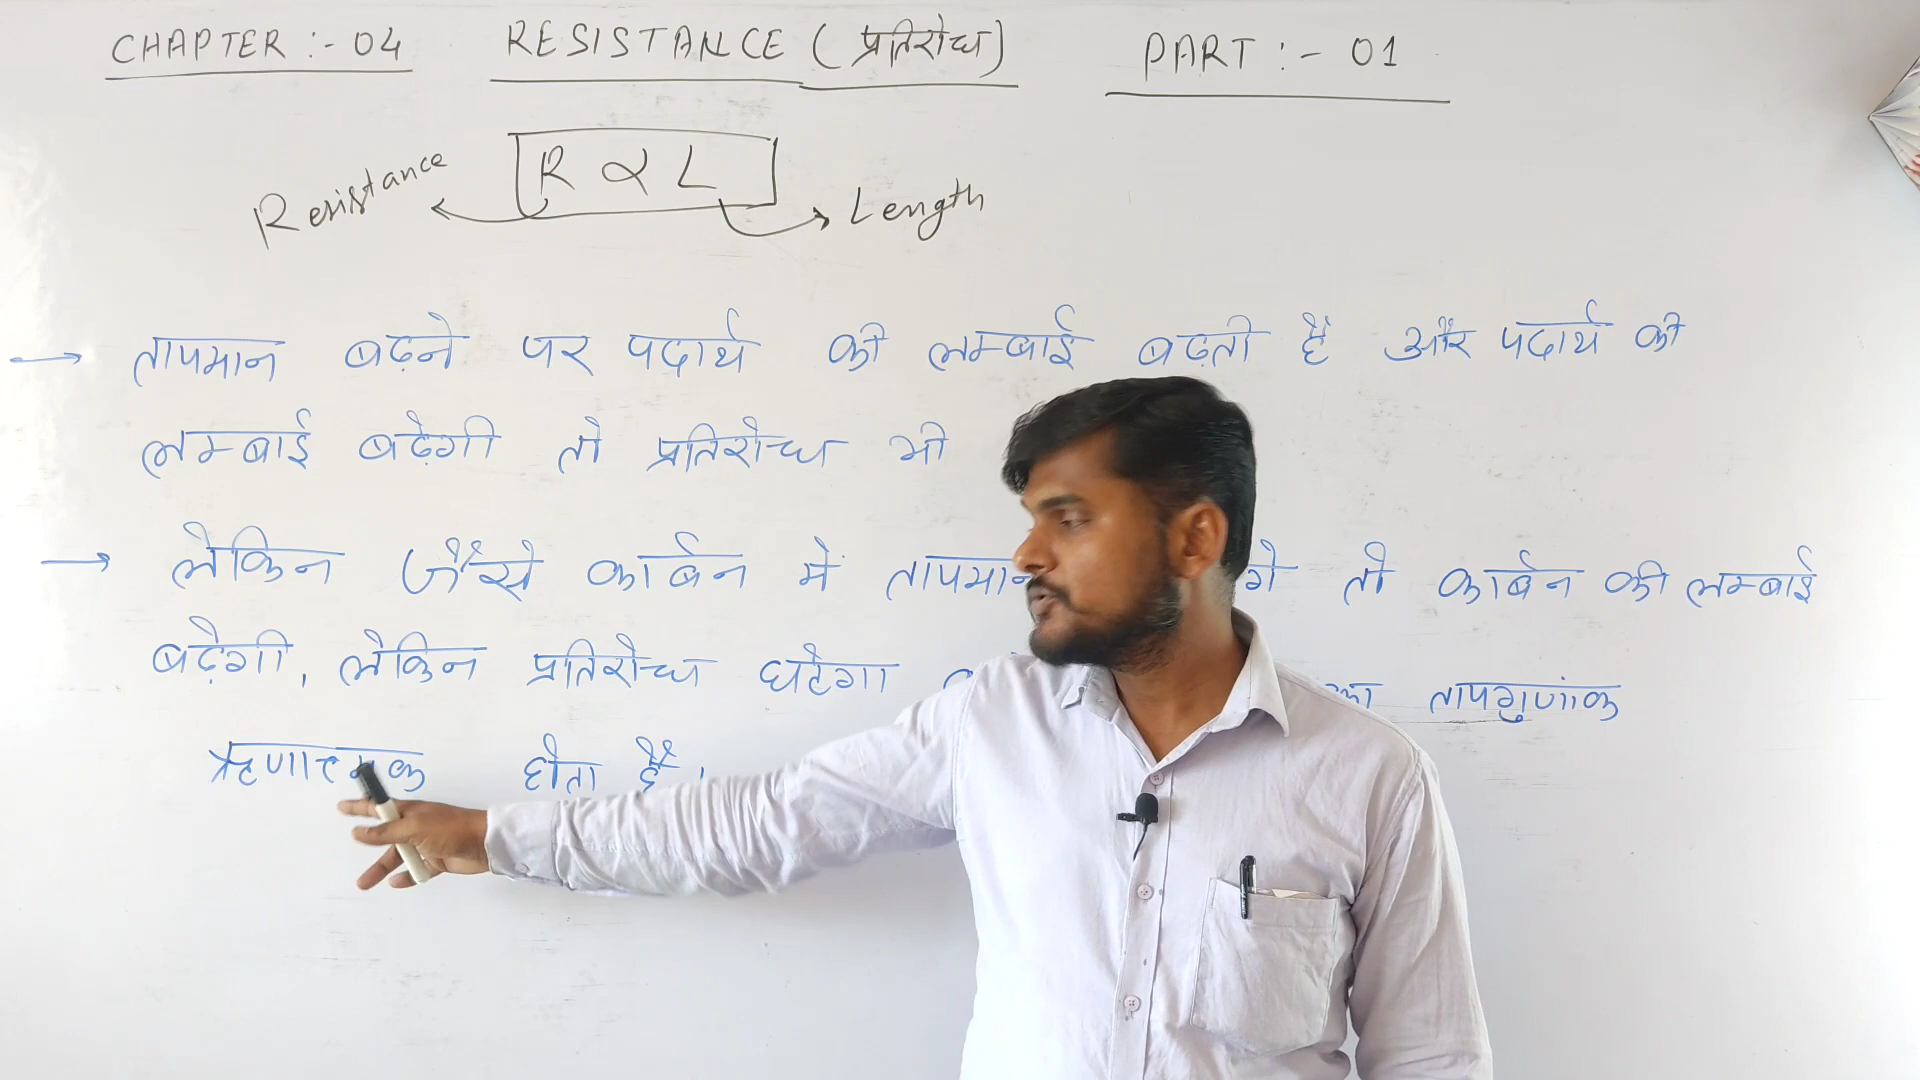 CHAPTER :- 04 RESISTANCE (प्रतिरोध) PART :- 01
R α L
Resistance
Length
→ तापमान बढ़ने पर पदार्थ की लम्बाई बढ़ती है और पदार्थ की
लम्बाई बढ़ेगी तो प्रतिरोध भी
→ लेकिन जैसे कार्बन में तापमान गे तो कार्बन की लम्बाई
बढ़ेगी, लेकिन प्रतिरोध घटेगा का तापगुणांक
ऋणात्मक होता है।